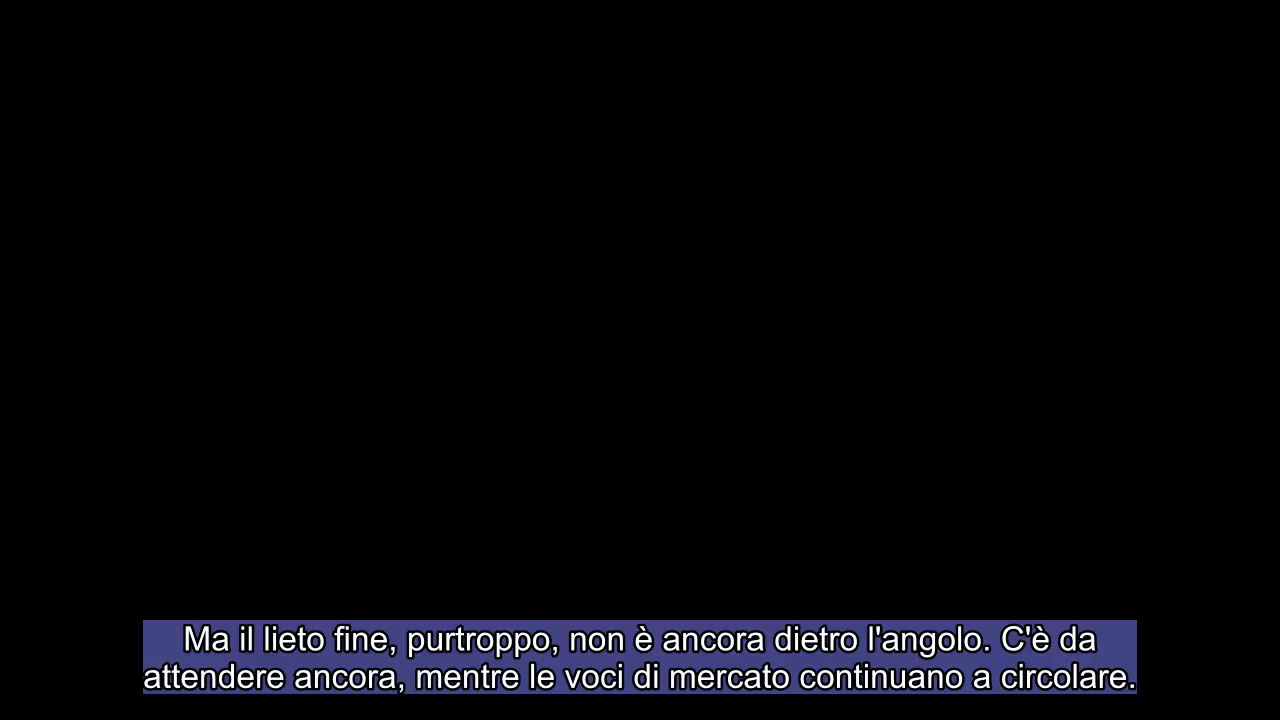 Ma il lieto fine, purtroppo, non è ancora dietro l'angolo. C'è da
attendere ancora, mentre le voci di mercato continuano a circolare.